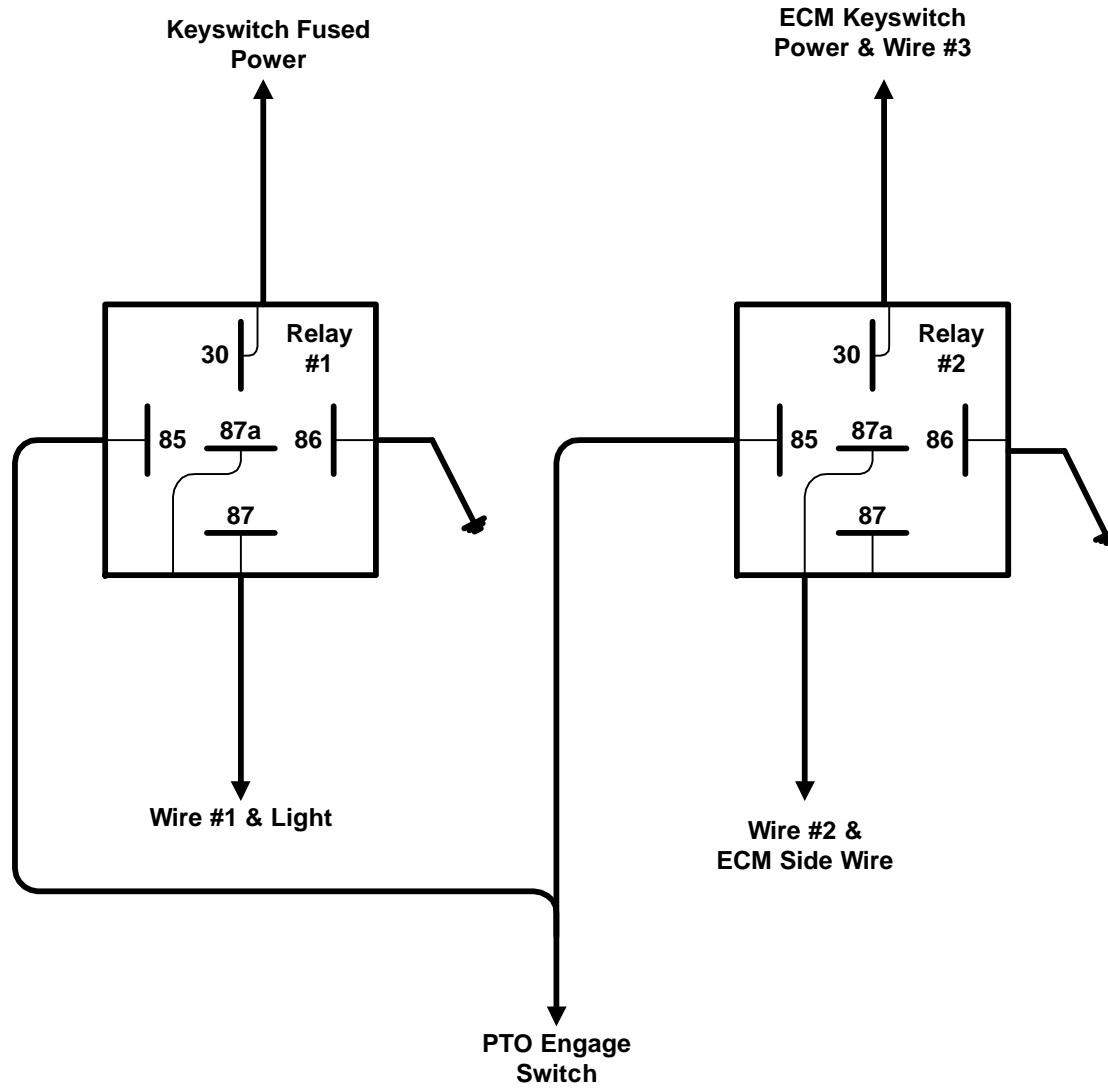 Keyswitch Fused
Power
ECM Keyswitch
Power & Wire #3
Relay
#1
30
85
87a
86
87
Relay
#2
30
85
87a
86
87
Wire #1 & Light
Wire #2 &
ECM Side Wire
PTO Engage
Switch